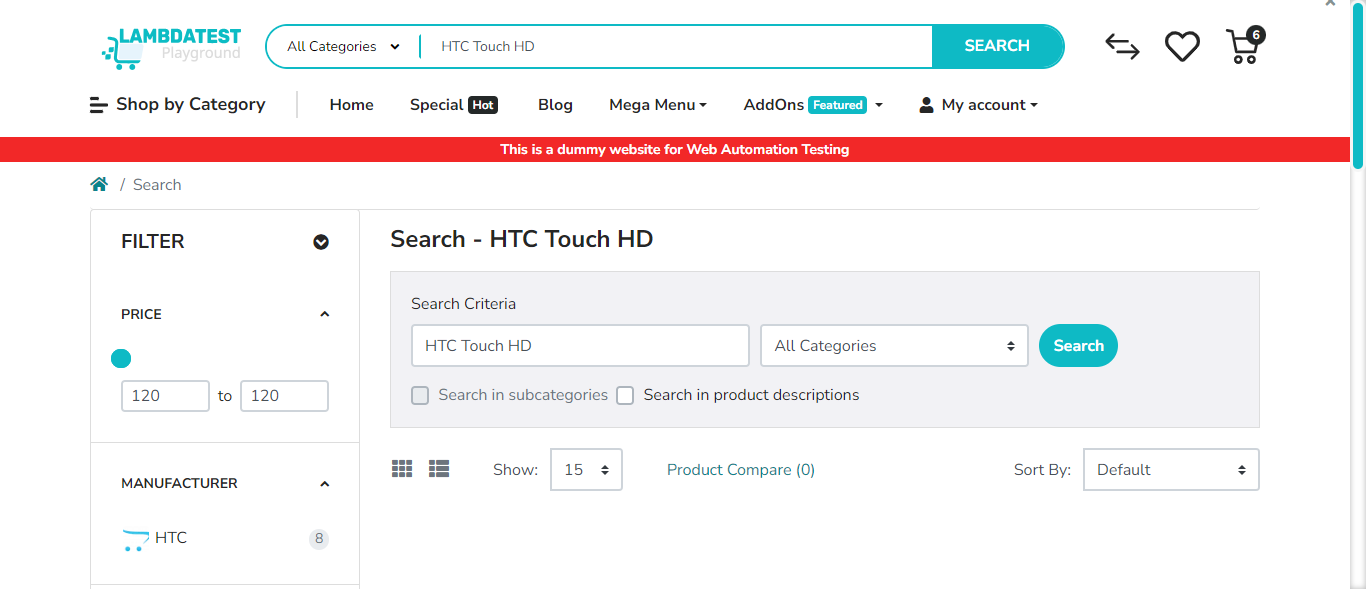 LAMBDATEST
Playground
All Categories
HTC Touch HD
SEARCH
6
Shop by Category
Home
Special Hot
Blog
Mega Menu
AddOns Featured
My account
This is a dummy website for Web Automation Testing
/ Search
FILTER
PRICE
120 to 120
MANUFACTURER
HTC 8
Search - HTC Touch HD
Search Criteria
HTC Touch HD
All Categories
Search
Search in subcategories
Search in product descriptions
Show: 15
Product Compare (0)
Sort By: Default